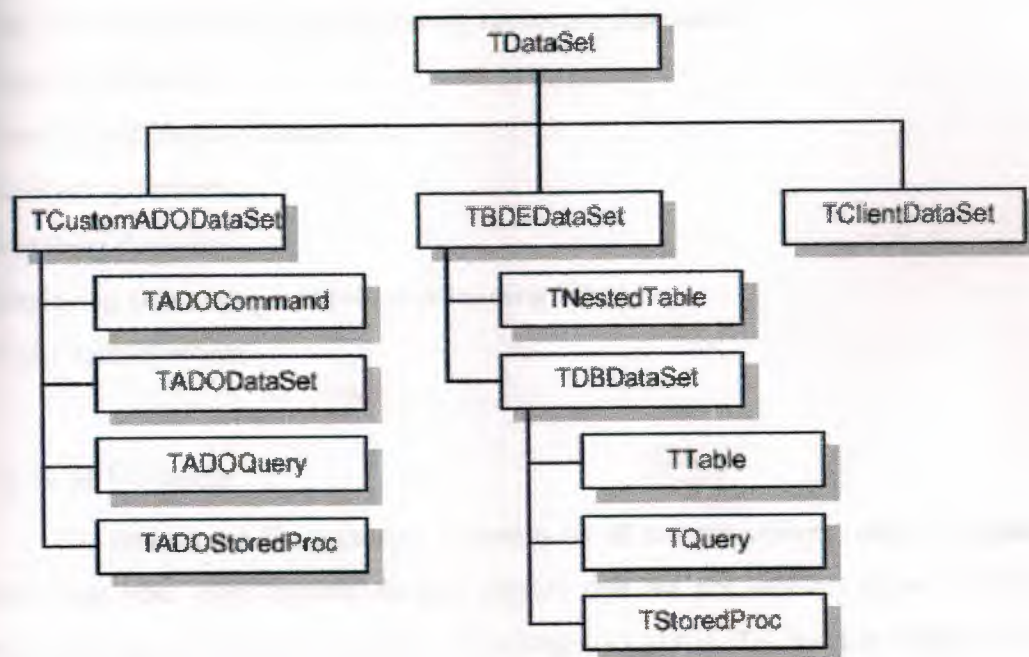 TDataSet
TCustomADODataSet
TBDEDataSet
TClientDataSet
TADOCommand
TNestedTable
TADODataSet
TDBDataSet
TADOQuery
TTable
TADOStoredProc
TQuery
TStoredProc